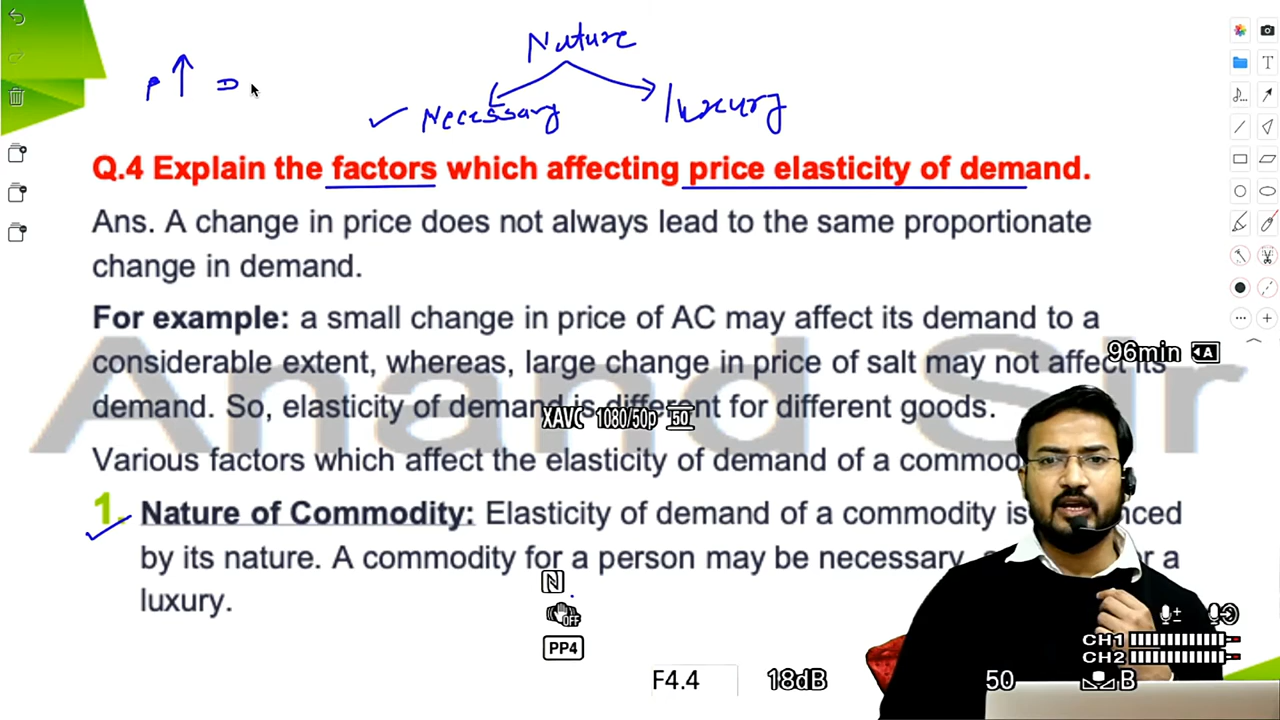 Nature
P ↑ D
✓ Necessary luxury
Q.4 Explain the factors which affecting price elasticity of demand.
Ans. A change in price does not always lead to the same proportionate
change in demand.
For example: a small change in price of AC may affect its demand to a
96min A
considerable extent, whereas, large change in price of salt may not affect its
demand. So, elasticity of demand is different for different goods.
XAVC 1080/50p 50
Anand Sir
Various factors which affect the elasticity of demand of a
1. Nature of Commodity: Elasticity of demand of a commodity is
by its nature. A commodity for a person may be necessary, a
luxury.
N
OFF
PP4
CH1
CH2
F4.4 18dB 50 B
T